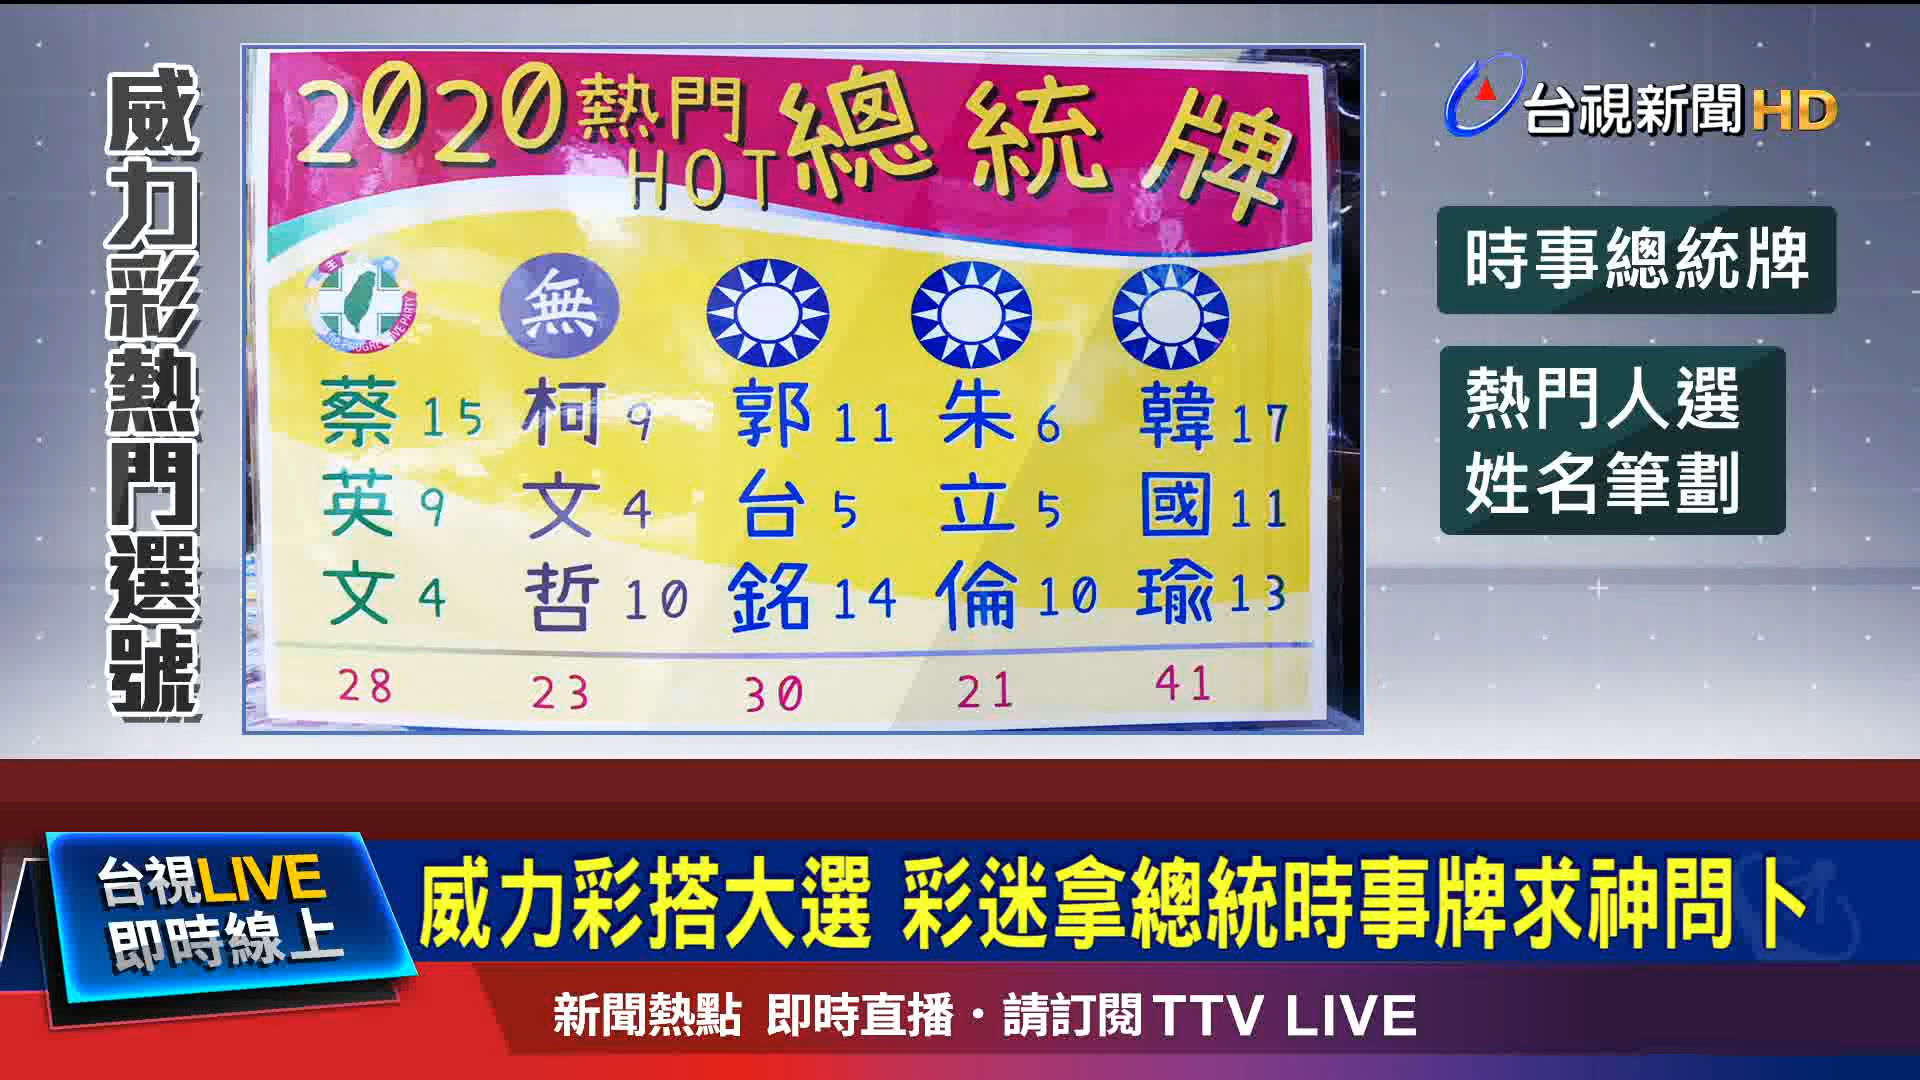 威力彩熱門選號
2020熱門總統牌
HOT
無
蔡 15 柯 9 郭 11 朱 6 韓 17
英 9 文 4 台 5 立 5 國 11
文 4 哲 10 銘 14 倫 10 瑜 13
28 23 30 21 41
台視新聞HD
時事總統牌
熱門人選
姓名筆劃
台視LIVE
即時線上
威力彩搭大選 彩迷拿總統時事牌求神問卜
新聞熱點 即時直播・請訂閱TTV LIVE